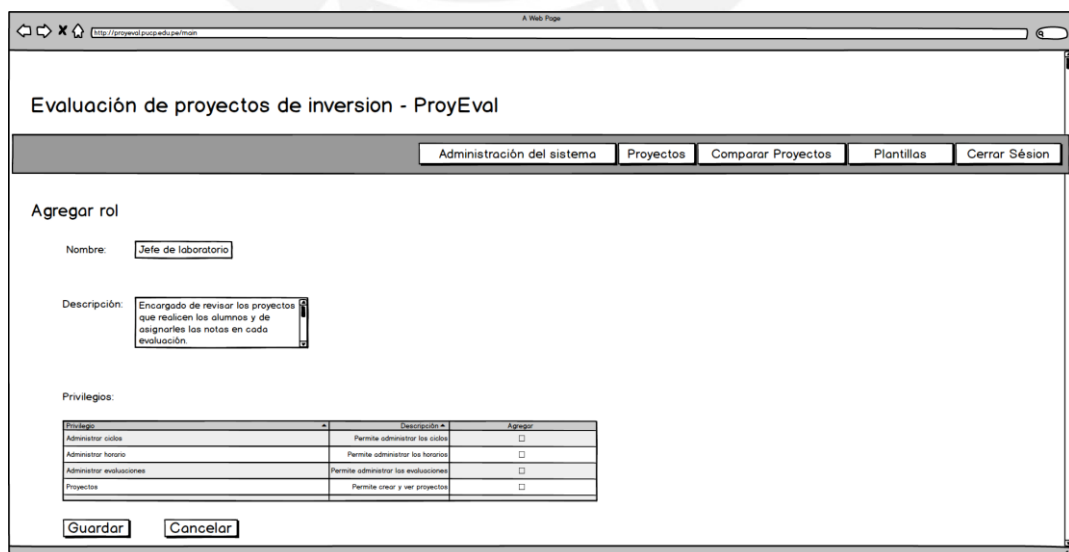 A Web Page
http://proyeval.pucp.edu.pe/main
Evaluación de proyectos de inversion - ProyEval
Administración del sistema Proyectos Comparar Proyectos Plantillas Cerrar Sésion
Agregar rol
Nombre: Jefe de laboratorio
Descripción: Encargado de revisar los proyectos
que realicen los alumnos y de
asignarles las notas en cada
evaluación.
Privilegios:
Privilegio Descripción Agregar
Administrar ciclos Permite administrar los ciclos
Administrar horario Permite administrar los horarios
Administrar evaluaciones Permite administrar las evaluaciones
Proyectos Permite crear y ver proyectos
Guardar Cancelar